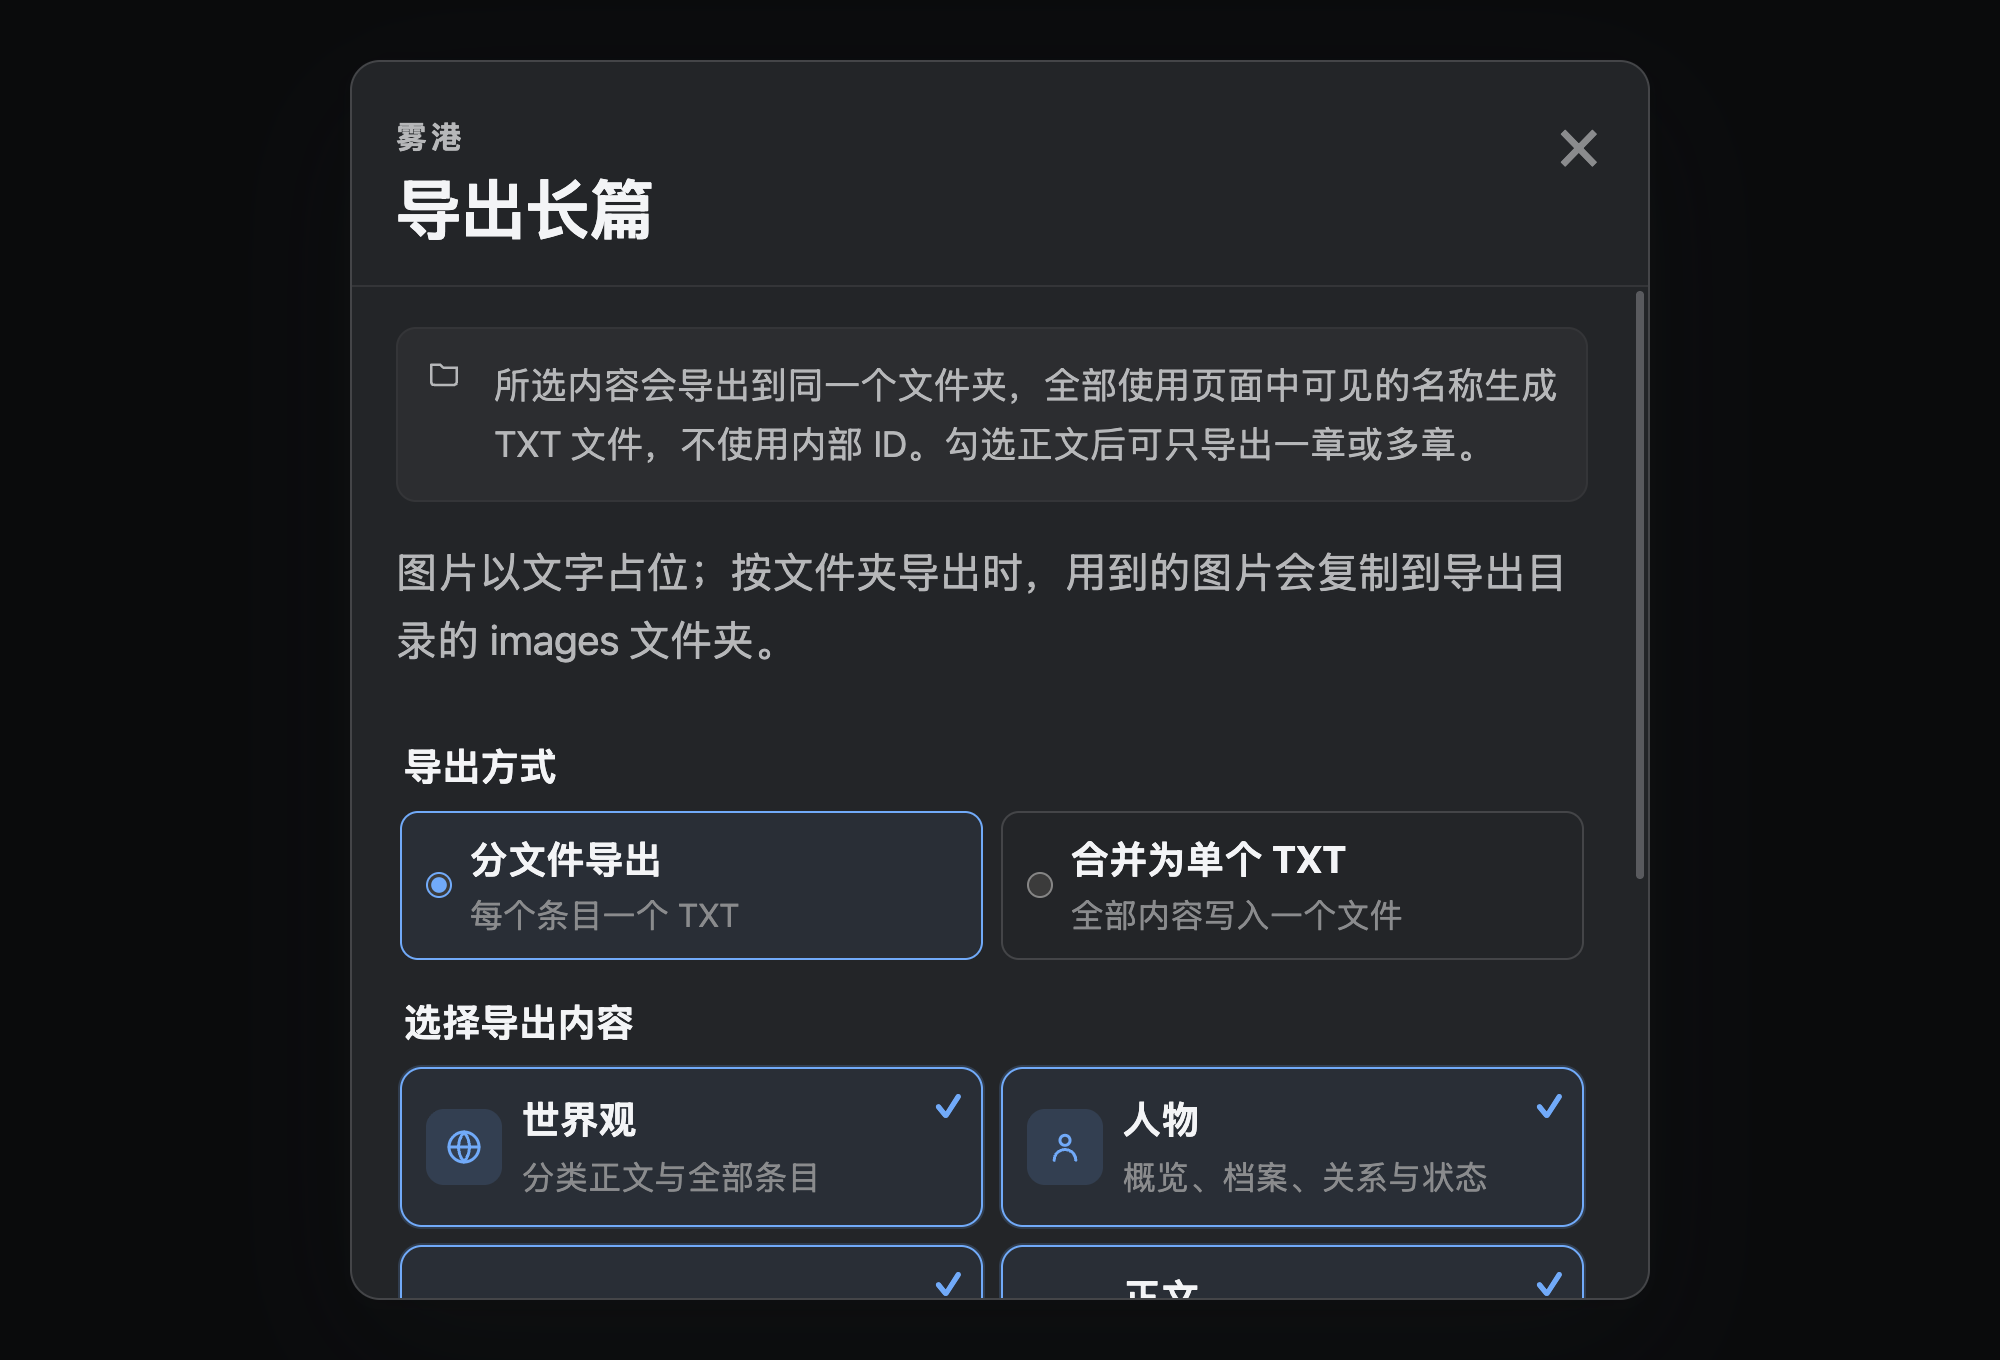 雾港
导出长篇
所选内容会导出到同一个文件夹，全部使用页面中可见的名称生成
TXT 文件，不使用内部 ID。勾选正文后可只导出一章或多章。
图片以文字占位；按文件夹导出时，用到的图片会复制到导出目
录的 images 文件夹。
导出方式
分文件导出
每个条目一个 TXT
合并为单个 TXT
全部内容写入一个文件
选择导出内容
世界观
分类正文与全部条目
人物
概览、档案、关系与状态
正文